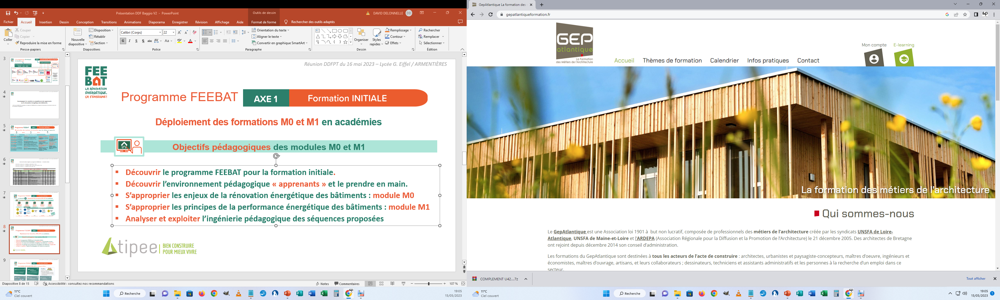 Présentation DDF Baggio V2 - PowerPoint
Outils de dessin
DAVID DELONNELLE
DD
Fichier
Accueil
Insertion
Dessin
Conception
Transitions
Animations
Diaporama
Enregistrer
Révision
Affichage
Aide
Format de forme
Rechercher des outils adaptés
Coller
Couper
Copier
Reproduire la mise en forme
Presse-papiers
Nouvelle diapositive
Disposition
Rétablir
Section
Diapositives
Calibri (Corps)
22
G I S S abc AV Aa A
Police
Orientation du texte
Aligner le texte
Convertir en graphique SmartArt
Paragraphe
Organiser
Styles rapides
Remplissage
Contour
Effets
Dessin
Rechercher
Remplacer
Sélectionner
Édition
3
4
5
6
7
8
9
Réunion DDFPT du 16 mai 2023 – Lycée G. Eiffel / ARMENTIÈRES
FEE
BAT
LA RÉNOVATION
ÉNERGÉTIQUE,
ÇA S'ENSEIGNE !
Programme FEEBAT
AXE 1
Formation INITIALE
Déploiement des formations M0 et M1 en académies
Objectifs pédagogiques des modules M0 et M1
Découvrir le programme FEEBAT pour la formation initiale.
Découvrir l’environnement pédagogique « apprenants » et le prendre en main.
S’approprier les enjeux de la rénovation énergétique des bâtiments : module M0
S’approprier les principes de la performance énergétique des bâtiments : module M1
Analyser et exploiter l’ingénierie pédagogique des séquences proposées
tipee
BIEN CONSTRUIRE
POUR MIEUX VIVRE
Diapositive 8 de 15
Accessibilité : consultez nos recommandations
Notes
Commentaires
107 %
11°C
Ciel couvert
Recherche
19:05
15/05/2023
GepAtlantique La formation des
gepatlantiqueformation.fr
GEP
atlantique
La Formation
des Métiers de l'Architecture
Accueil
Thèmes de formation
Calendrier
Infos pratiques
Contact
Mon compte
E-learning
La formation des métiers de l'architecture
Qui sommes-nous
Le GepAtlantique est une Association loi 1901 à but non lucratif, composée de professionnels des métiers de l’architecture créée par les syndicats UNSFA de Loire-
Atlantique, UNSFA de Maine-et-Loire et l’ARDEPA (Association Régionale pour la Diffusion et la Promotion de l’Architecture) le 21 décembre 2005. Des architectes de Bretagne
ont rejoint depuis décembre 2014 son conseil d’administration.
Les formations du GepAtlantique sont destinées à tous les acteurs de l’acte de construire : architectes, urbanistes et paysagiste-concepteurs, maîtres d’oeuvre, ingénieurs et
économistes, maîtres d’ouvrage, artisans, et leurs collaborateurs ; dessinateurs, techniciens et assistants administratifs et les personnes à la recherche d’un emploi dans ce
secteur.
COMPLEMENT U42....7z
Tout afficher
11°C
Ciel couvert
Recherche
19:05
15/05/2023
1